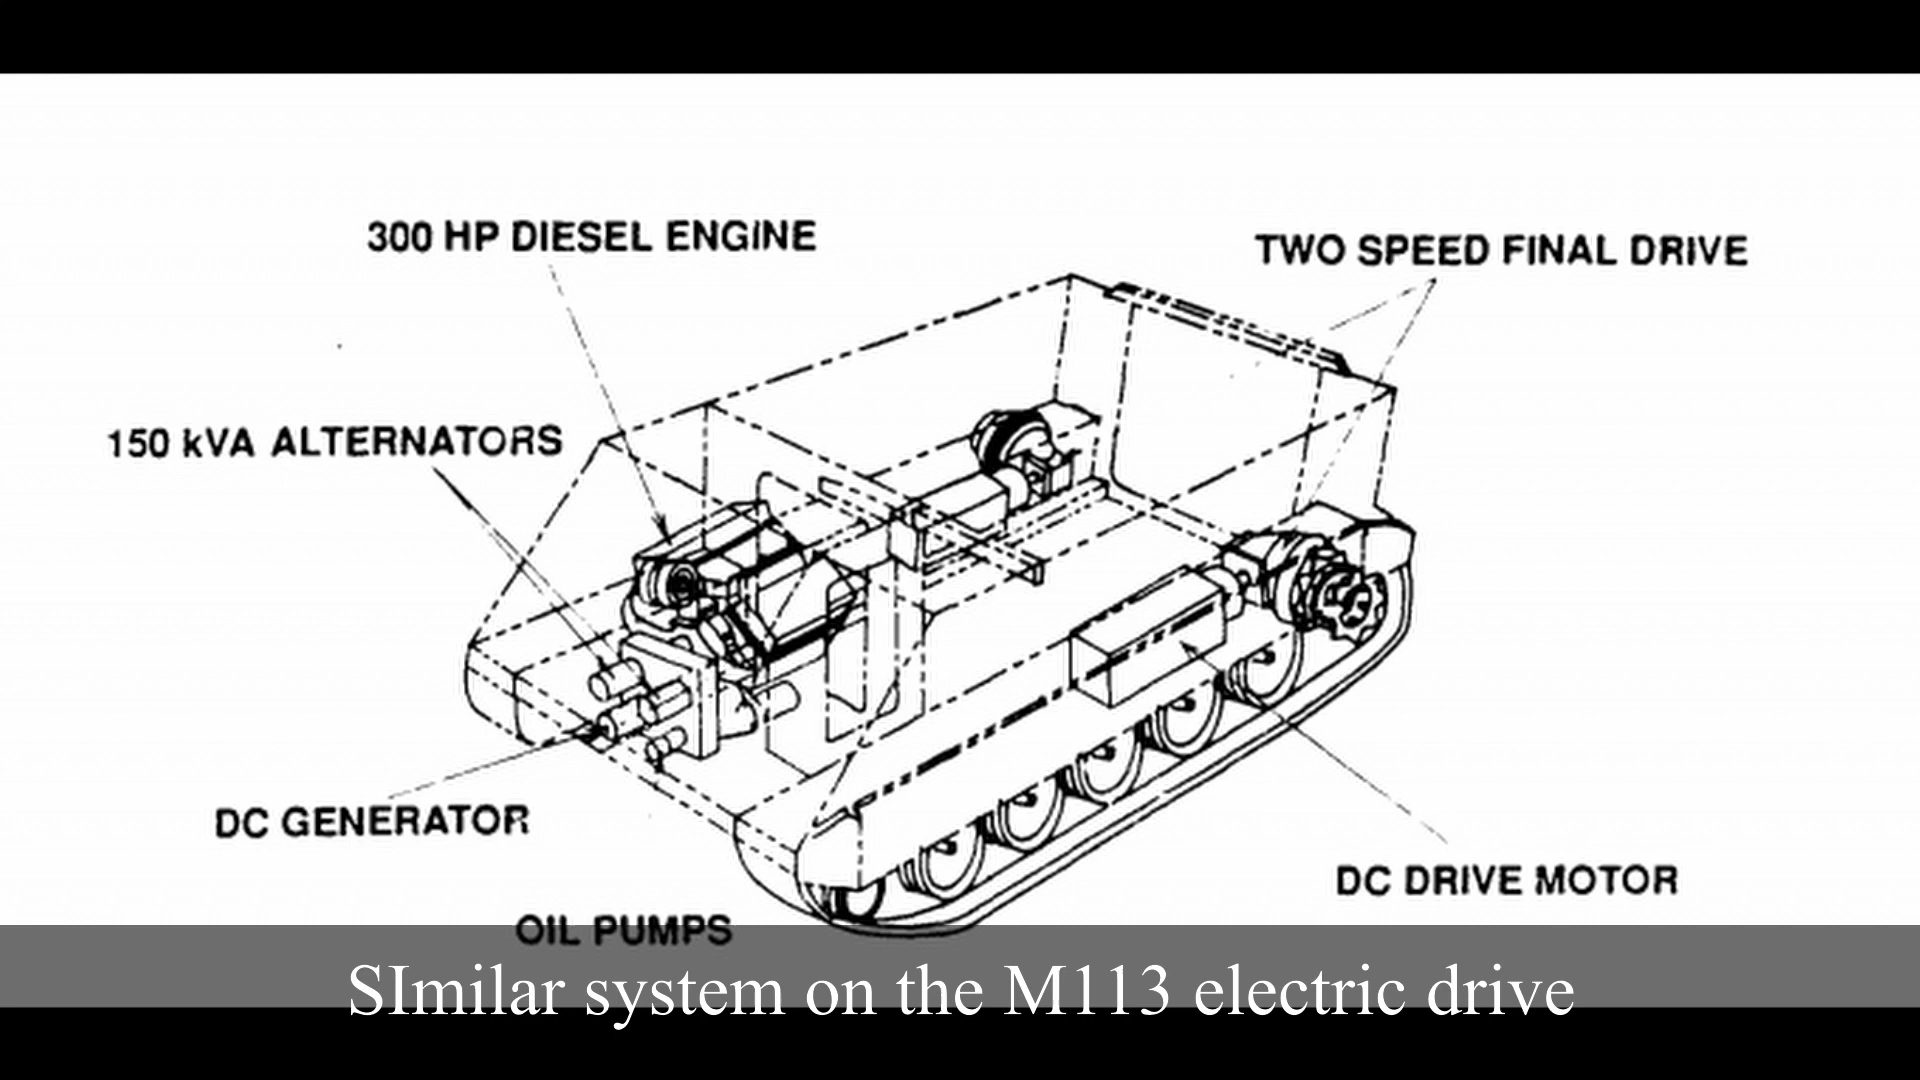 300 HP DIESEL ENGINE
TWO SPEED FINAL DRIVE
150 kVA ALTERNATORS
DC GENERATOR
DC DRIVE MOTOR
OIL PUMPS
SImilar system on the M113 electric drive